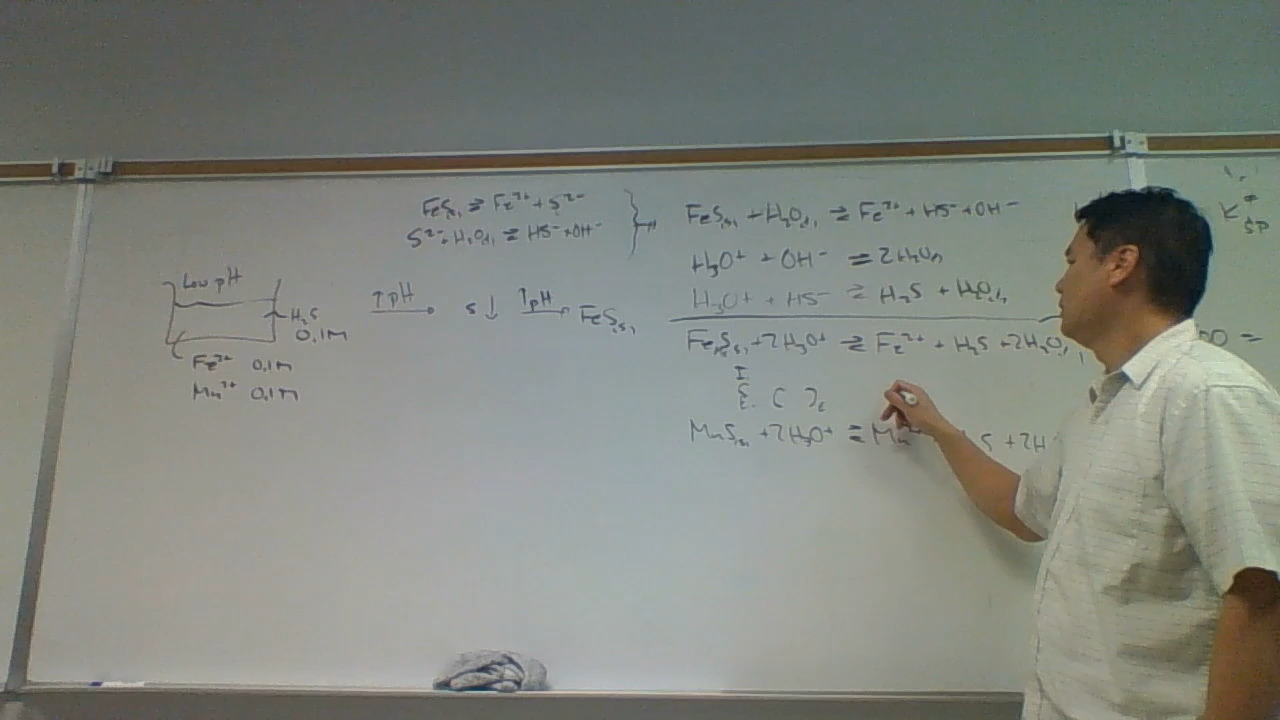 FeS(s) ⇌ Fe²⁺ + S²⁻
S²⁻ + H₂O(l) ⇌ HS⁻ + OH⁻
FeS(s) + H₂O(l) ⇌ Fe²⁺ + HS⁻ + OH⁻
H₃O⁺ + OH⁻ ⇌ 2H₂O(l)
H₃O⁺ + HS⁻ ⇌ H₂S + H₂O(l)
FeS(s) + 2H₃O⁺ ⇌ Fe²⁺ + H₂S + 2H₂O(l)
I
MnS(s) + 2H₃O⁺ ⇌ Mn S + 2H
Low pH
H₂S
0.1M
Fe²⁺ 0.1M
Mn²⁺ 0.1M
↑pH
S ↓
↑pH
FeS(s)
K*sp